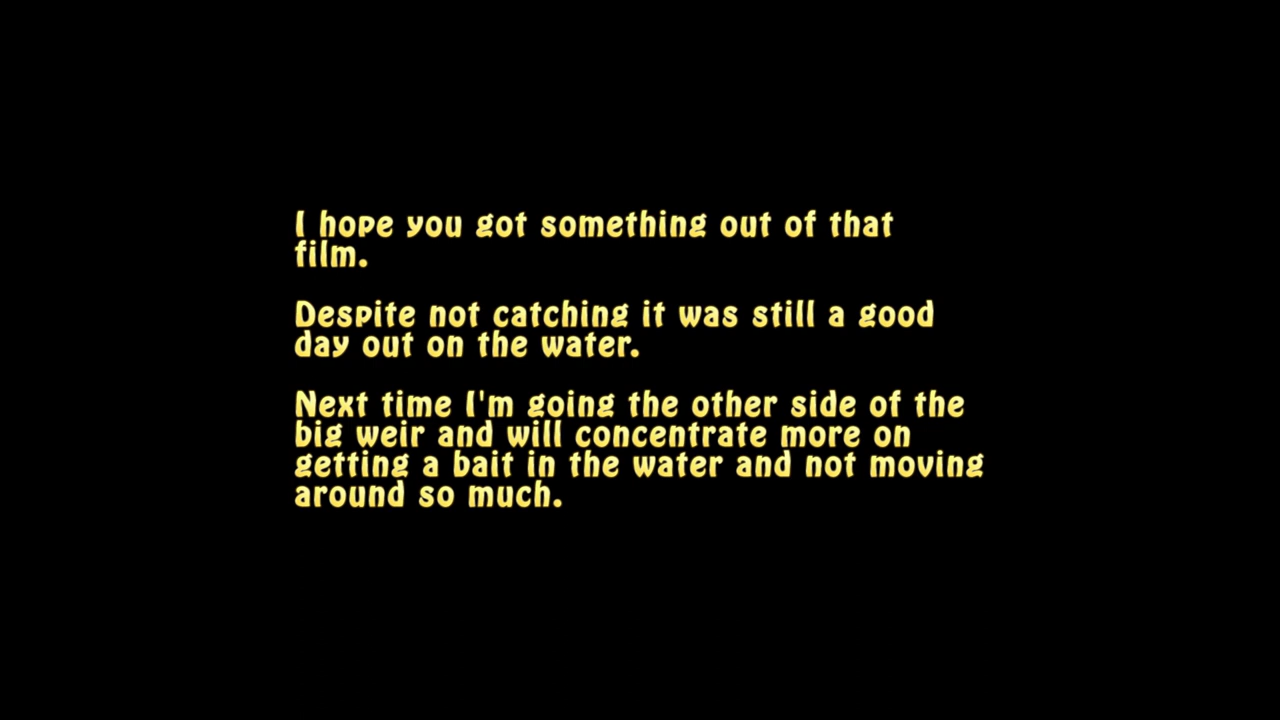 I hope you got something out of that
film.
Despite not catching it was still a good
day out on the water.
Next time I'm going the other side of the
big weir and will concentrate more on
getting a bait in the water and not moving
around so much.